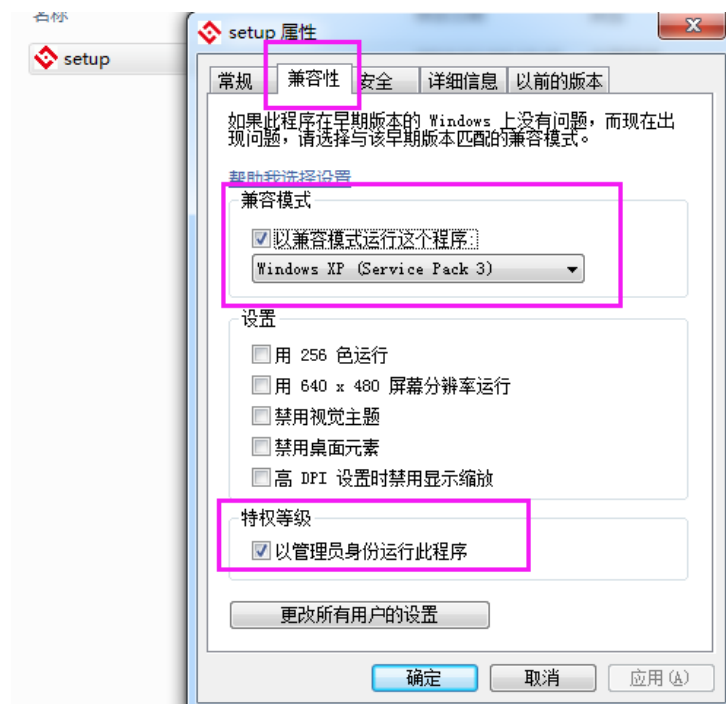 名称
setup
setup 属性
常规
兼容性
安全
详细信息
以前的版本
如果此程序在早期版本的 Windows 上没有问题，而现在出
现问题，请选择与该早期版本匹配的兼容模式。
帮助我选择设置
兼容模式
以兼容模式运行这个程序:
Windows XP (Service Pack 3)
设置
用 256 色运行
用 640 x 480 屏幕分辨率运行
禁用视觉主题
禁用桌面元素
高 DPI 设置时禁用显示缩放
特权等级
以管理员身份运行此程序
更改所有用户的设置
确定
取消
应用(A)